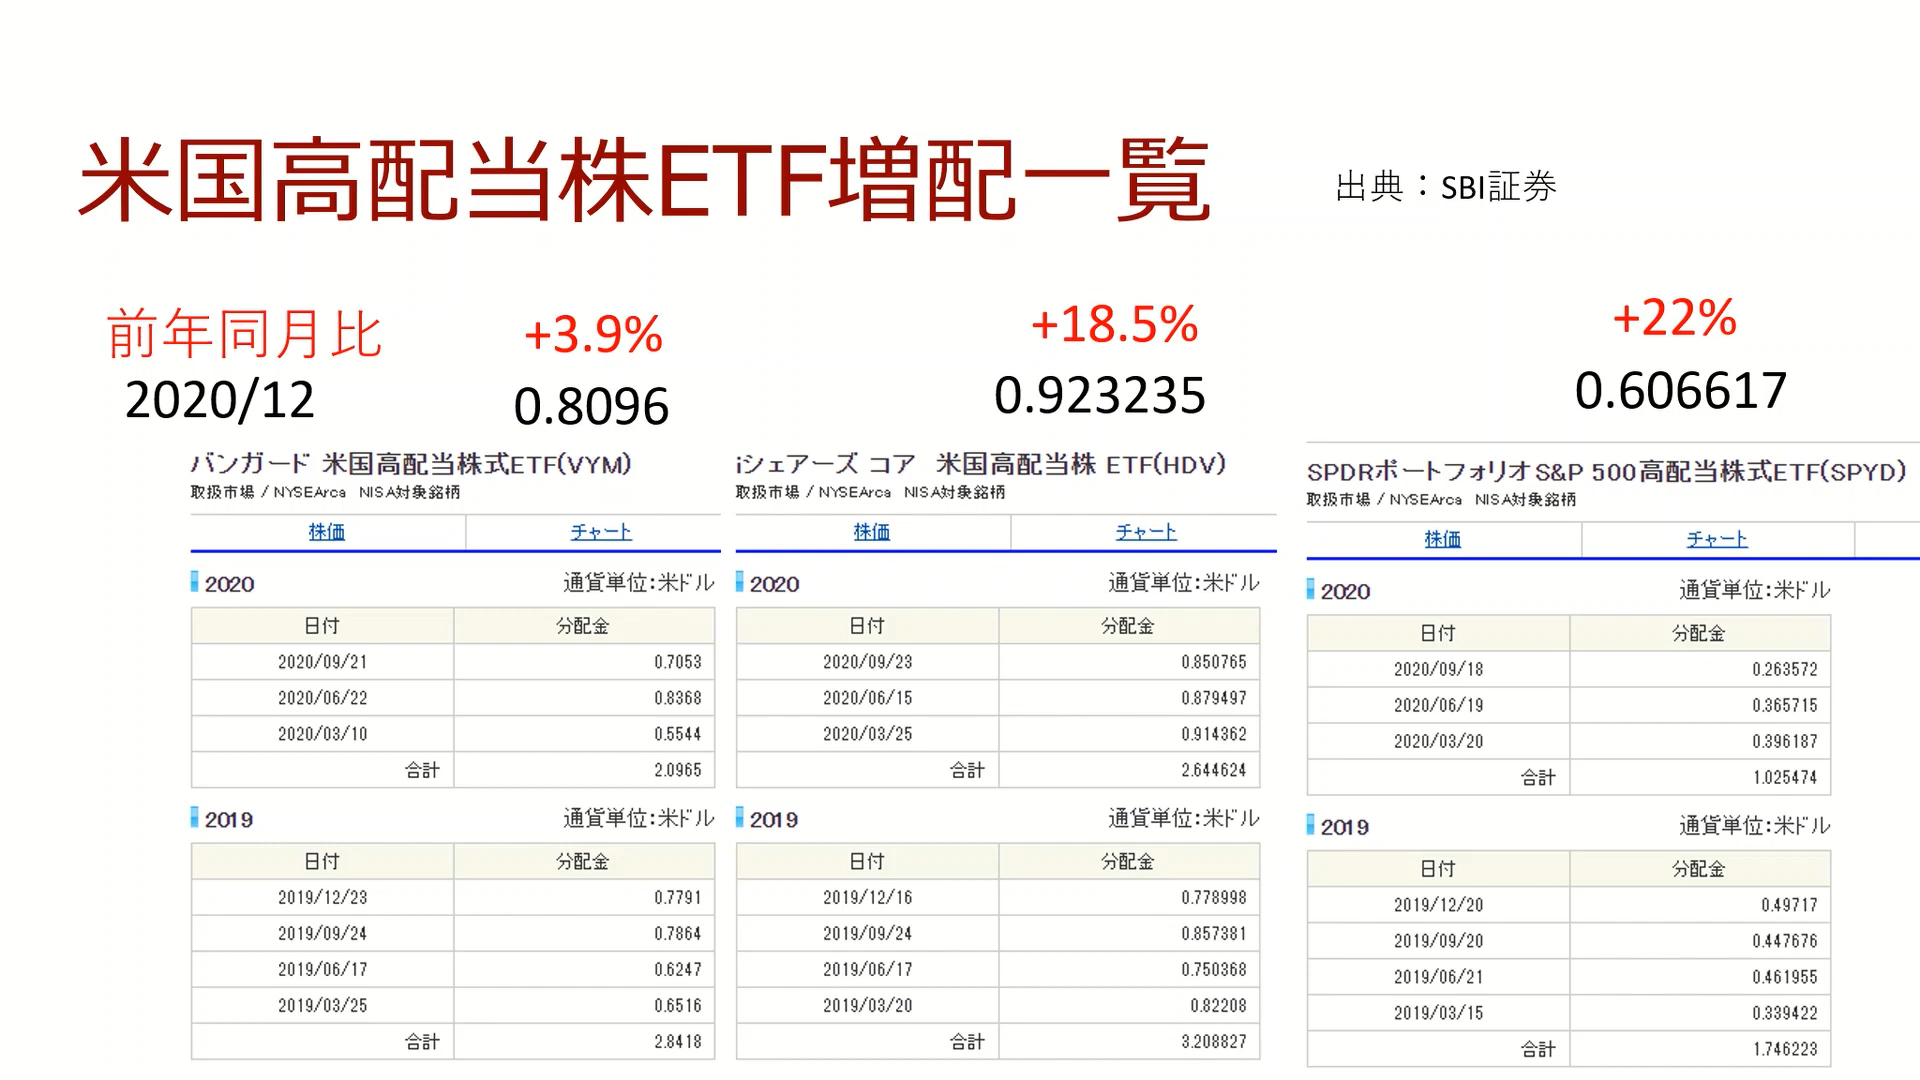 米国高配当株ETF増配一覧
出典：SBI証券
前年同月比 +3.9% +18.5% +22%
2020/12 0.8096 0.923235 0.606617
バンガード 米国高配当株式ETF(VYM)
取扱市場 / NYSEArca NISA対象銘柄
株価 チャート
2020 通貨単位:米ドル
日付 分配金
2020/09/21 0.7053
2020/06/22 0.8368
2020/03/10 0.5544
合計 2.0965
2019 通貨単位:米ドル
日付 分配金
2019/12/23 0.7791
2019/09/24 0.7864
2019/06/17 0.6247
2019/03/25 0.6516
合計 2.8418
iシェアーズ コア 米国高配当株 ETF(HDV)
取扱市場 / NYSEArca NISA対象銘柄
株価 チャート
2020 通貨単位:米ドル
日付 分配金
2020/09/23 0.850765
2020/06/15 0.879497
2020/03/25 0.914362
合計 2.644624
2019 通貨単位:米ドル
日付 分配金
2019/12/16 0.778998
2019/09/24 0.857381
2019/06/17 0.750368
2019/03/20 0.82208
合計 3.208827
SPDRポートフォリオS&P 500高配当株式ETF(SPYD)
取扱市場 / NYSEArca NISA対象銘柄
株価 チャート
2020 通貨単位:米ドル
日付 分配金
2020/09/18 0.263572
2020/06/19 0.365715
2020/03/20 0.396187
合計 1.025474
2019 通貨単位:米ドル
日付 分配金
2019/12/20 0.49717
2019/09/20 0.447676
2019/06/21 0.461955
2019/03/15 0.339422
合計 1.746223